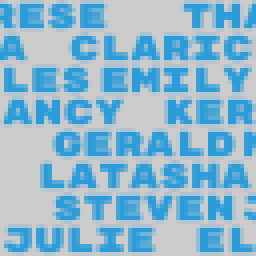 RESE THA
A CLARIC
LES EMILY
ANCY KER
GERALD
LATASHA
STEVEN J
JULIE EL